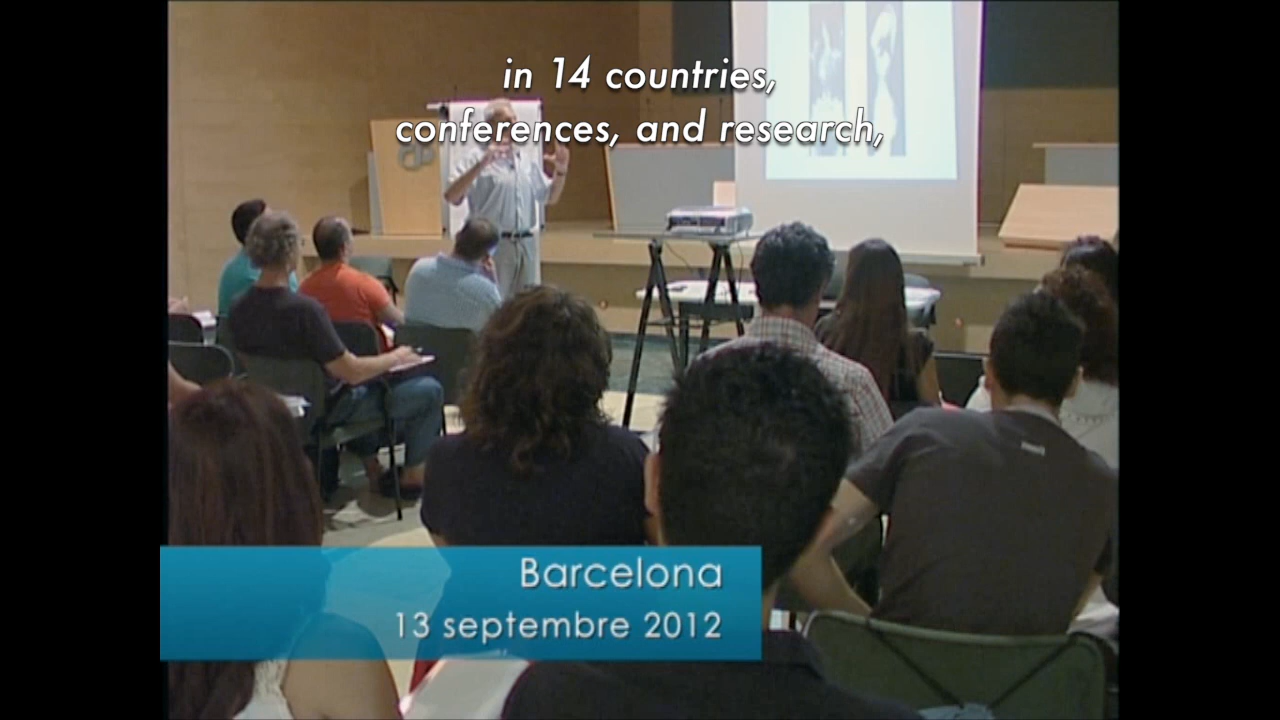 in 14 countries,
conferences, and research,
Barcelona
13 septembre 2012